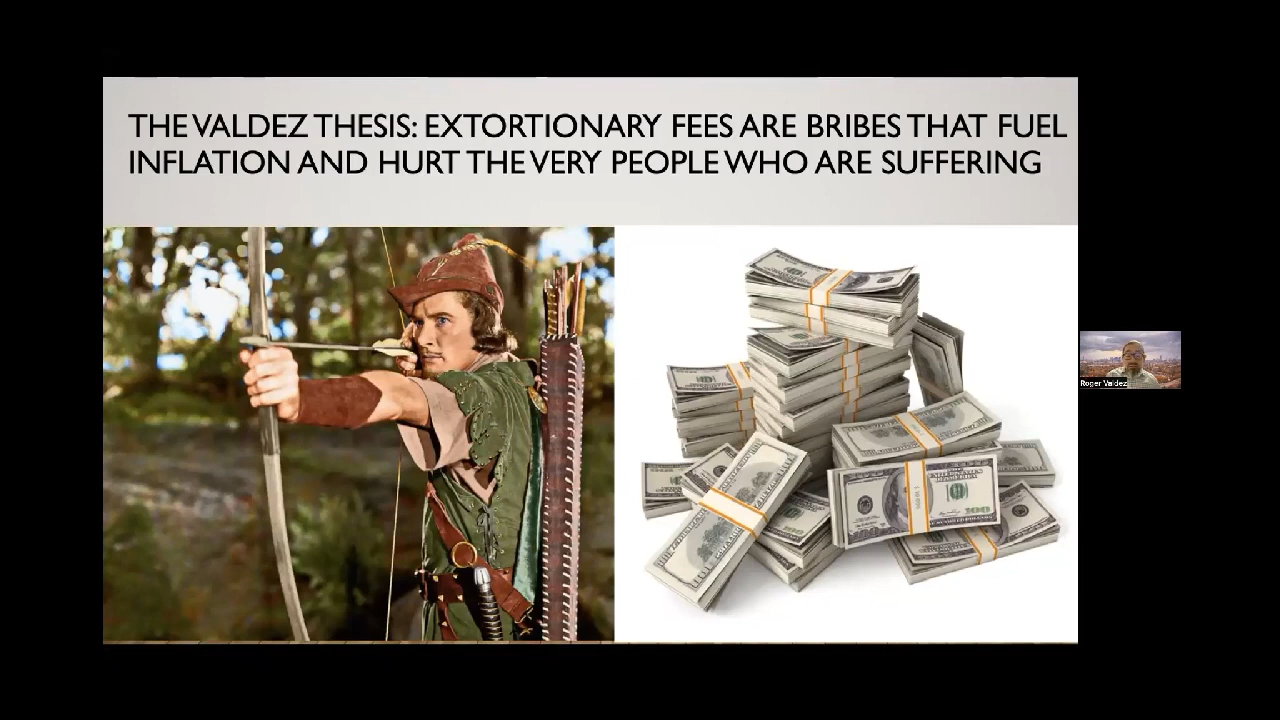 THE VALDEZ THESIS: EXTORTIONARY FEES ARE BRIBES THAT FUEL
INFLATION AND HURT THE VERY PEOPLE WHO ARE SUFFERING
100
Roger Valdez